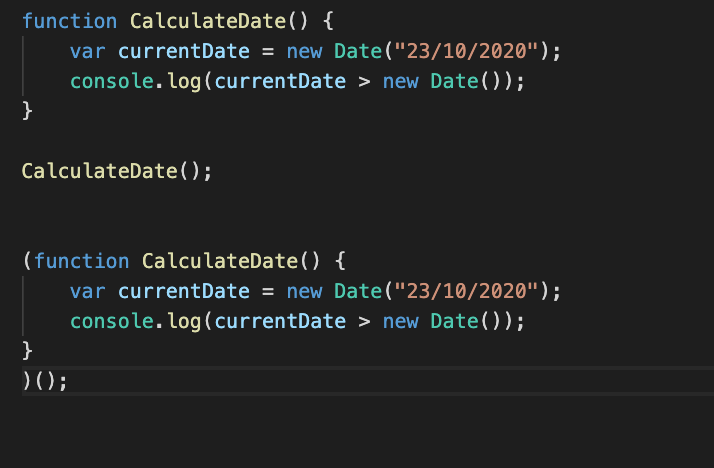 function CalculateDate() {
    var currentDate = new Date("23/10/2020");
    console.log(currentDate > new Date());
}
CalculateDate();
(function CalculateDate() {
    var currentDate = new Date("23/10/2020");
    console.log(currentDate > new Date());
}
)();